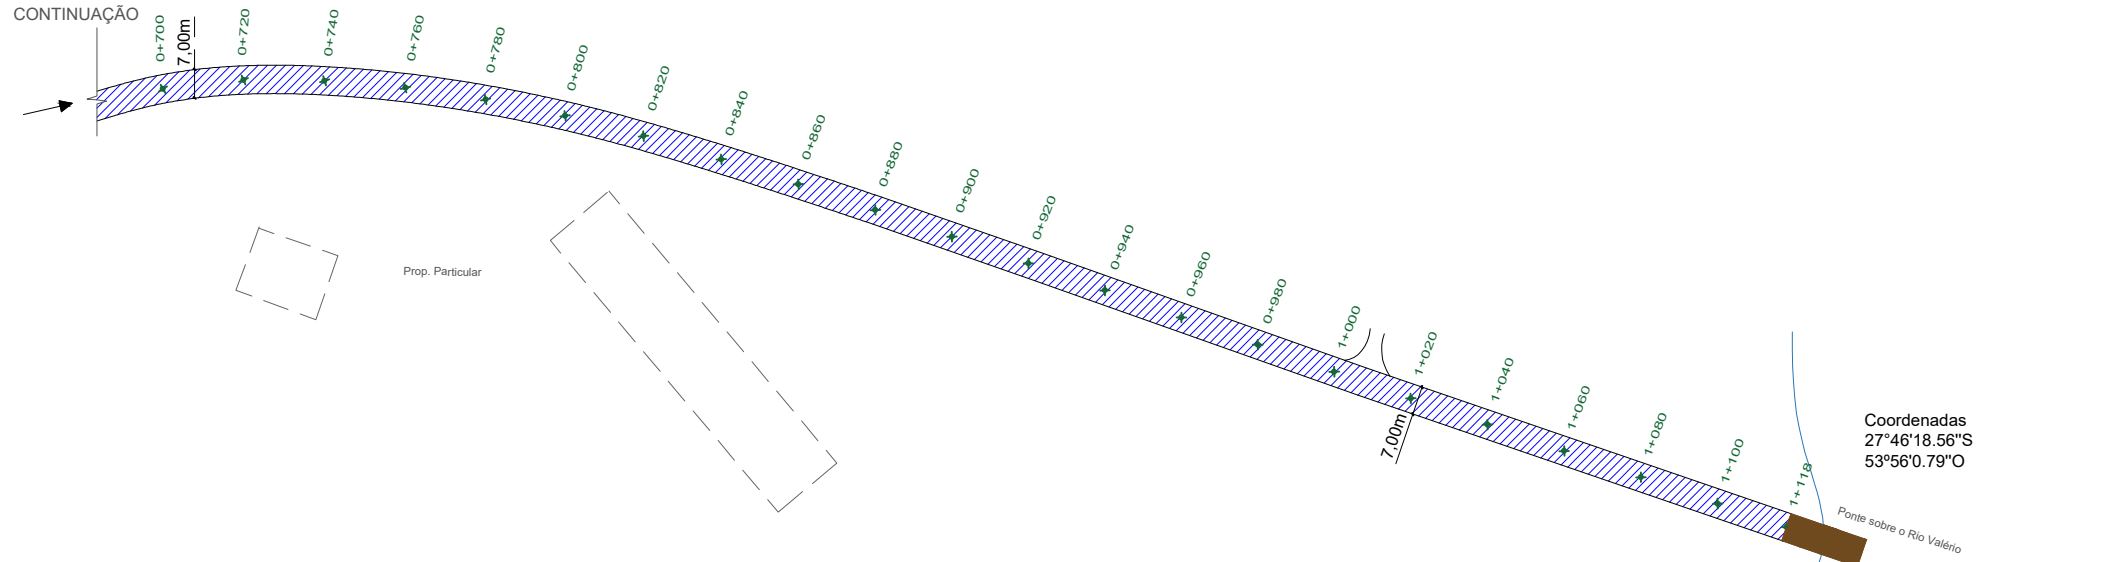 CONTINUAÇÃO
0+700
7,00m
0+720
0+740
0+760
0+780
0+800
0+820
0+840
0+860
0+880
0+900
0+920
0+940
0+960
0+980
1+000
1+020
7,00m
1+040
1+060
1+080
1+100
1+118
Prop. Particular
Coordenadas
27°46'18.56"S
53º56'0.79"O
Ponte sobre o Rio Valério